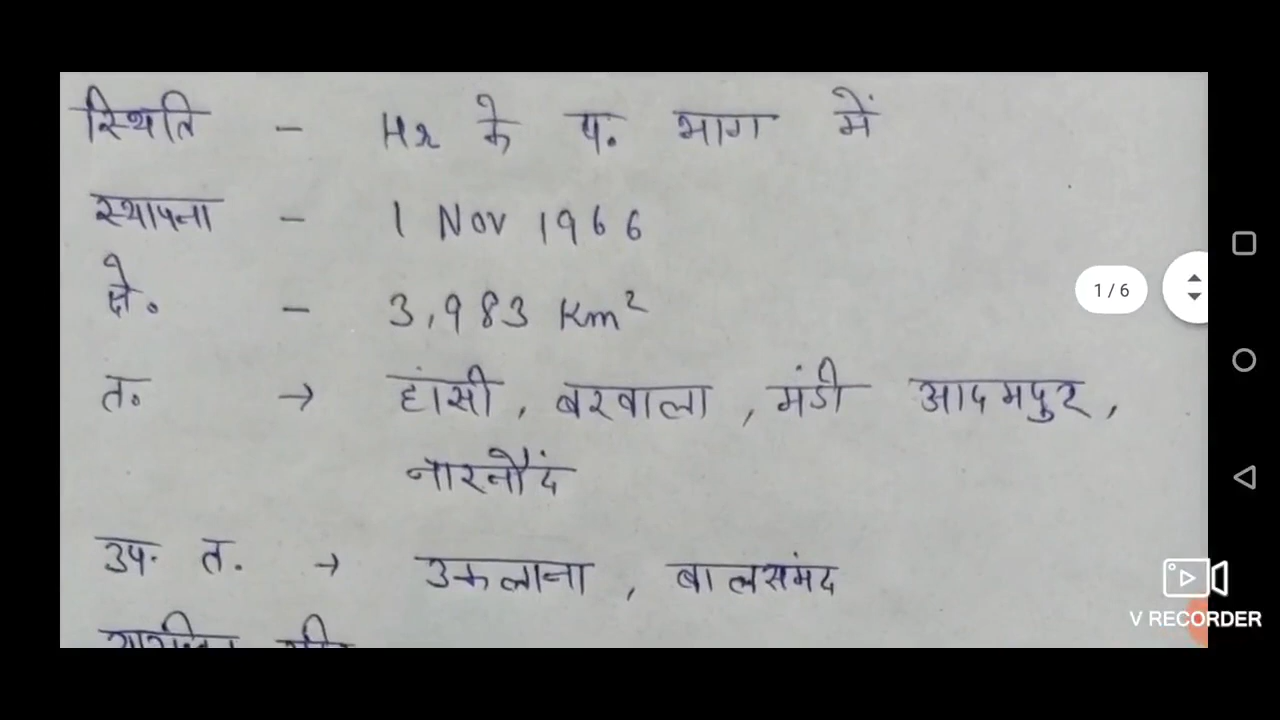 स्थिति - Hr के प. भाग में
स्थापना - 1 Nov 1966
क्षे. - 3,983 Km²
1 / 6
त. → हांसी, बरवाला, मंडी आदमपुर,
नारनौंद
उप. त. → उकलाना, बालसमंद
V RECORDER